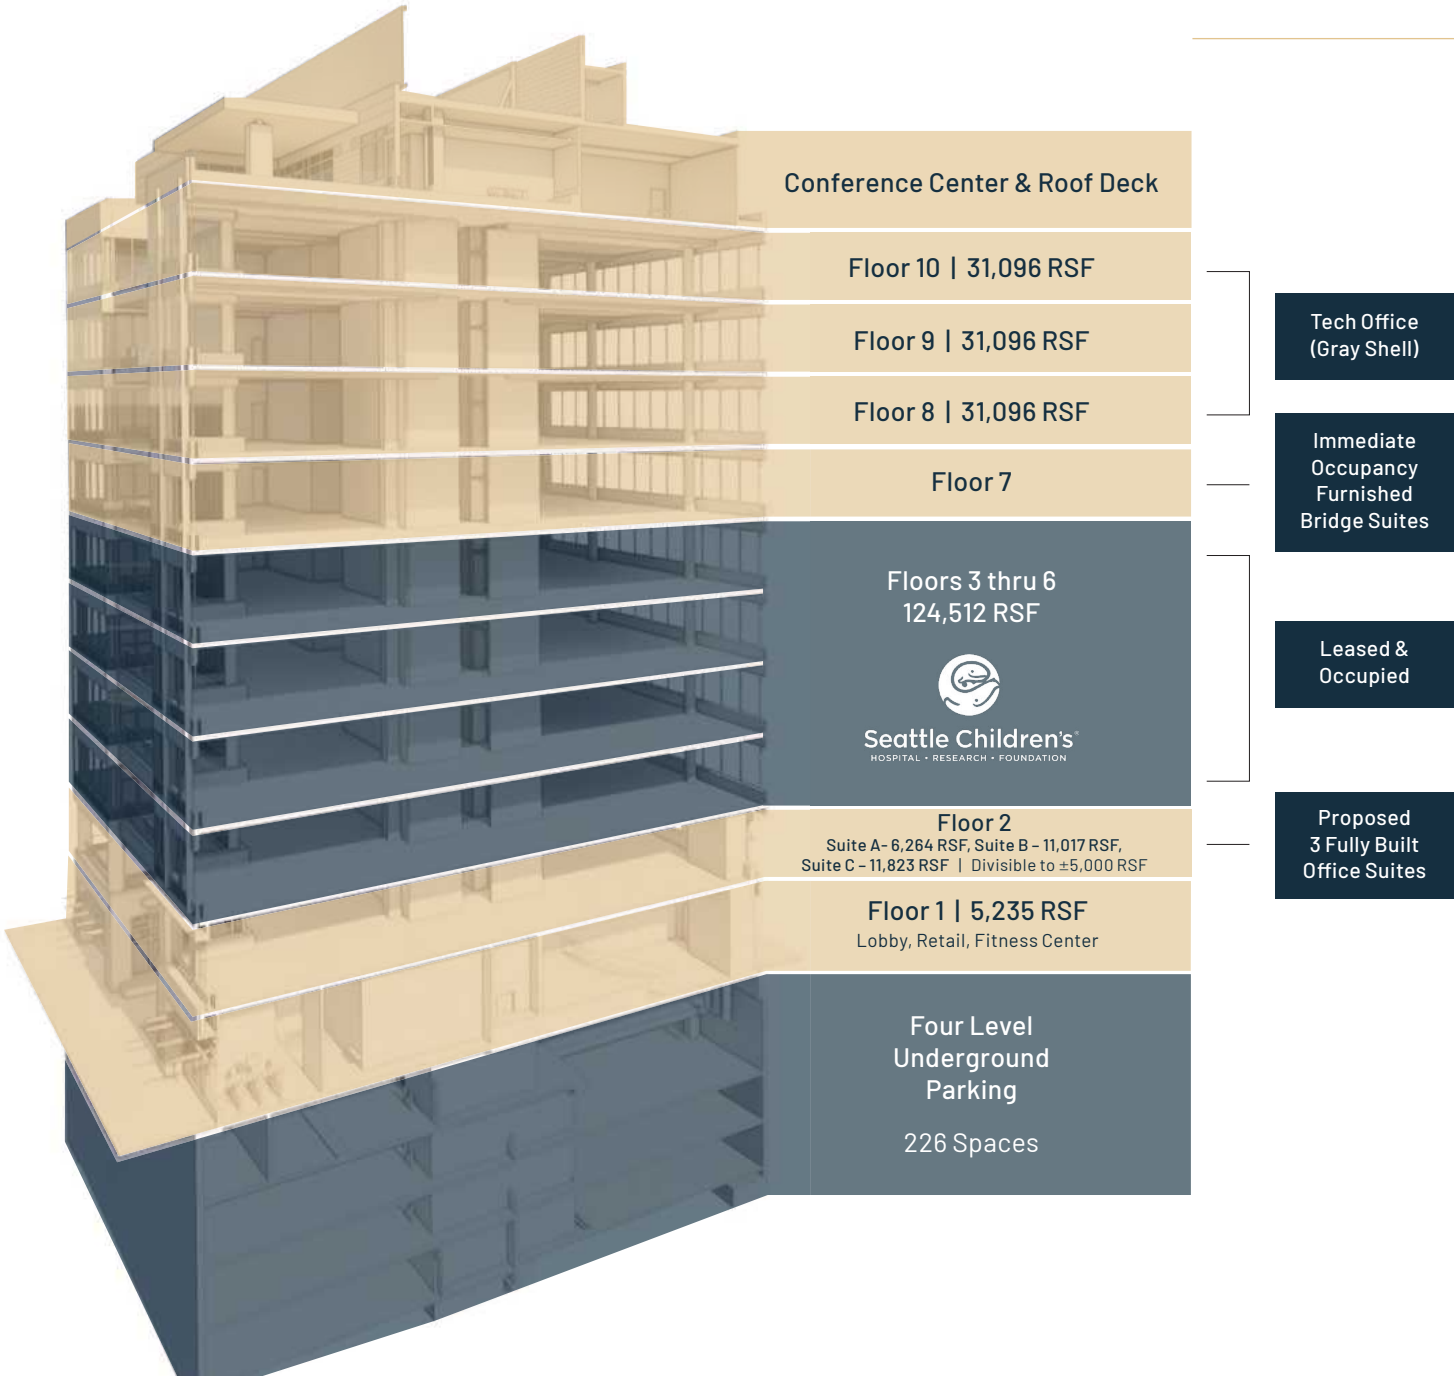 Conference Center & Roof Deck
Floor 10 | 31,096 RSF
Floor 9 | 31,096 RSF
Floor 8 | 31,096 RSF
Tech Office
(Gray Shell)
Floor 7
Immediate
Occupancy
Furnished
Bridge Suites
Floors 3 thru 6
124,512 RSF
Seattle Children's®
HOSPITAL • RESEARCH • FOUNDATION
Leased &
Occupied
Floor 2
Suite A- 6,264 RSF, Suite B – 11,017 RSF,
Suite C – 11,823 RSF | Divisible to ±5,000 RSF
Proposed
3 Fully Built
Office Suites
Floor 1 | 5,235 RSF
Lobby, Retail, Fitness Center
Four Level
Underground
Parking
226 Spaces